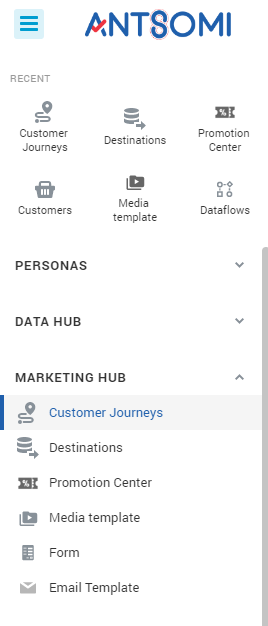 ANTSOMI
RECENT
Customer
Journeys
Destinations
Promotion
Center
Customers
Media
template
Dataflows
PERSONAS
DATA HUB
MARKETING HUB
Customer Journeys
Destinations
Promotion Center
Media template
Form
Email Template